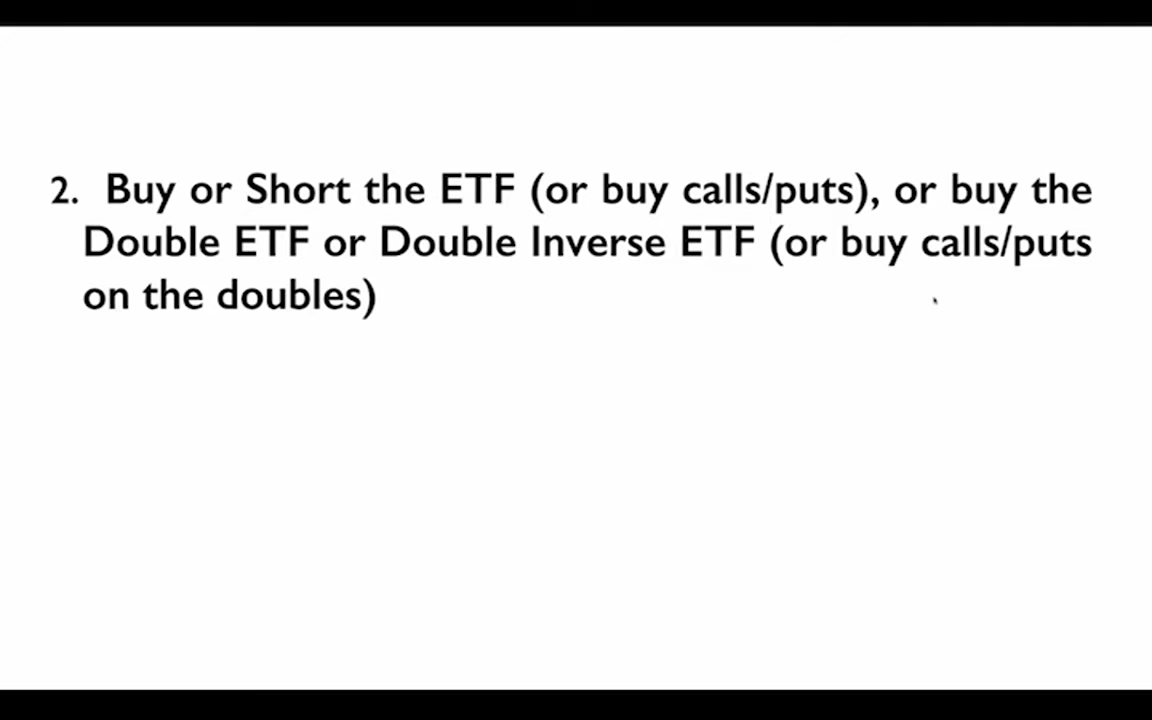 2. Buy or Short the ETF (or buy calls/puts), or buy the
Double ETF or Double Inverse ETF (or buy calls/puts
on the doubles)